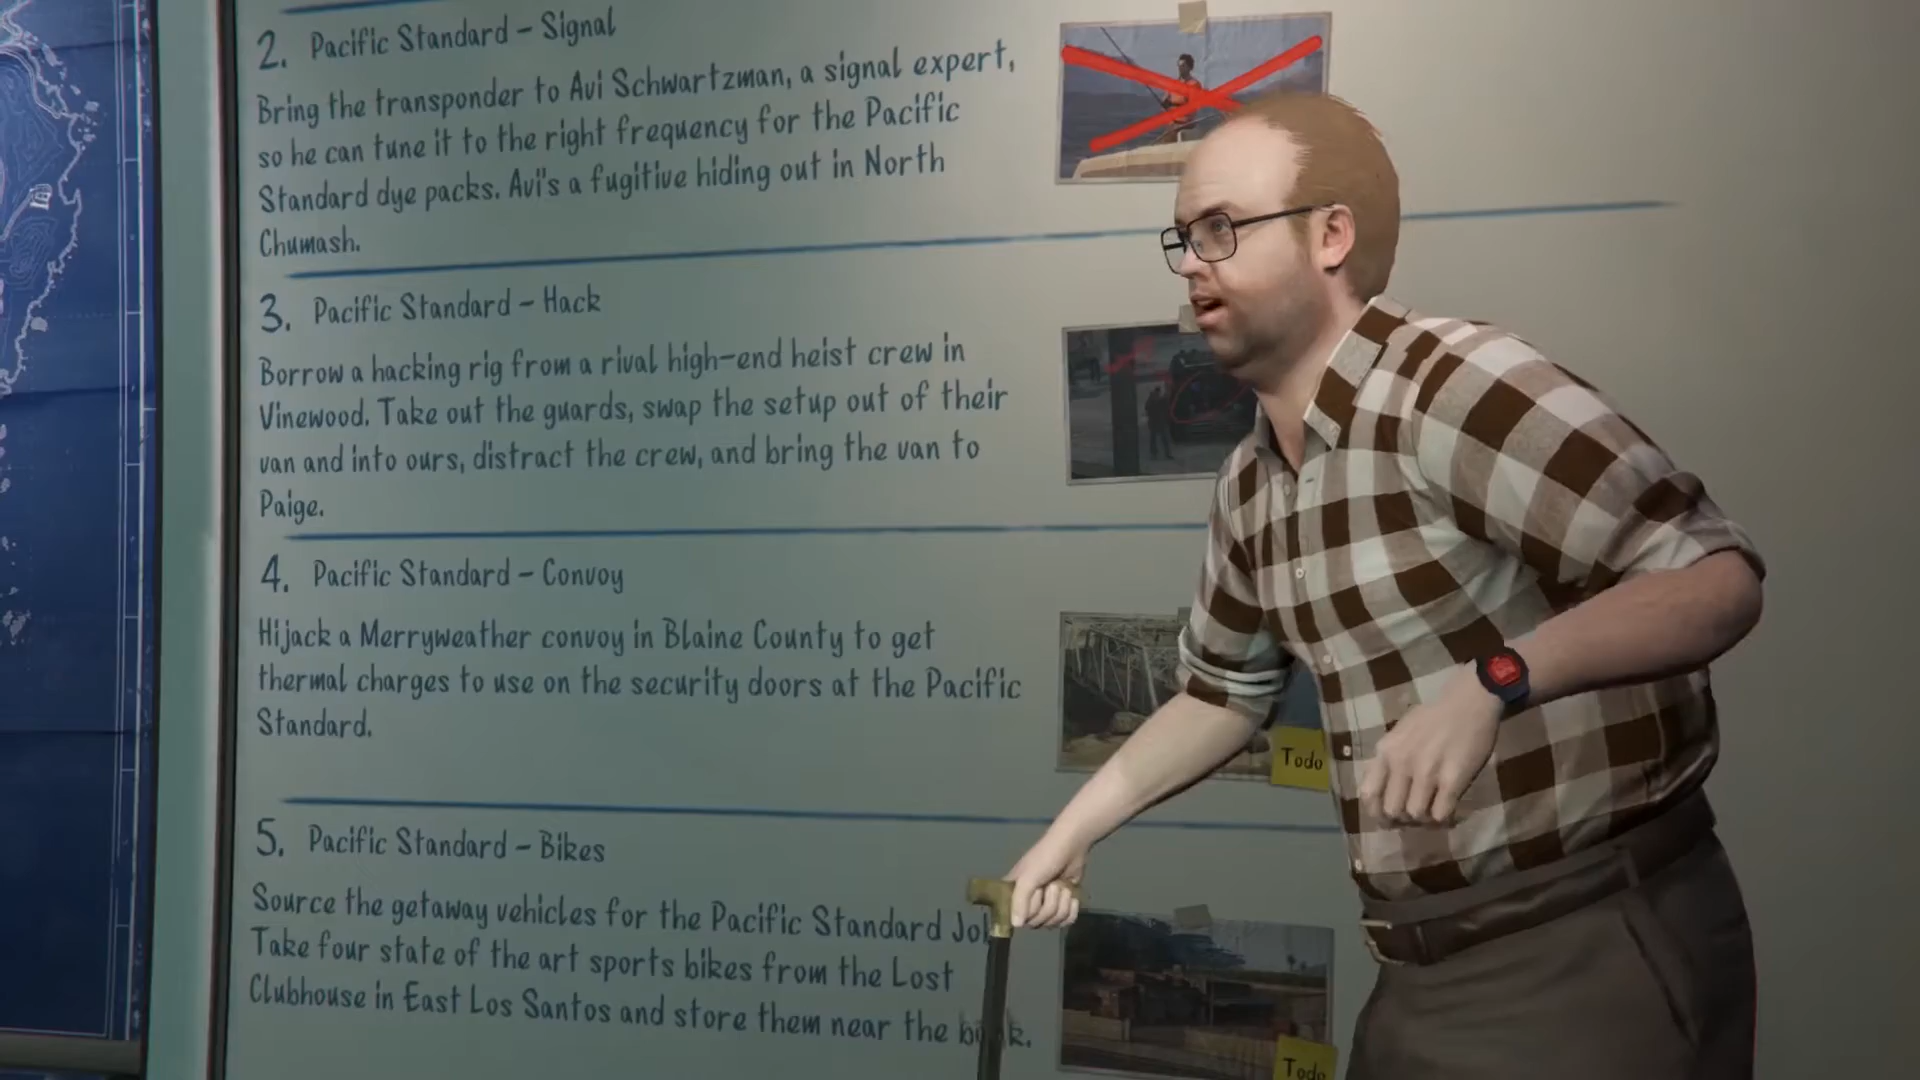 2. Pacific Standard - Signal
Bring the transponder to Avi Schwartzman, a signal expert,
so he can tune it to the right frequency for the Pacific
Standard dye packs. Avi's a fugitive hiding out in North
Chumash.
3. Pacific Standard - Hack
Borrow a hacking rig from a rival high-end heist crew in
Vinewood. Take out the guards, swap the setup out of their
van and into ours, distract the crew, and bring the van to
Paige.
4. Pacific Standard - Convoy
Hijack a Merryweather convoy in Blaine County to get
thermal charges to use on the security doors at the Pacific
Standard.
Todo
5. Pacific Standard - Bikes
Source the getaway vehicles for the Pacific Standard
Take four state of the art sports bikes from the Lost
Clubhouse in East Los Santos and store them near the
Todo